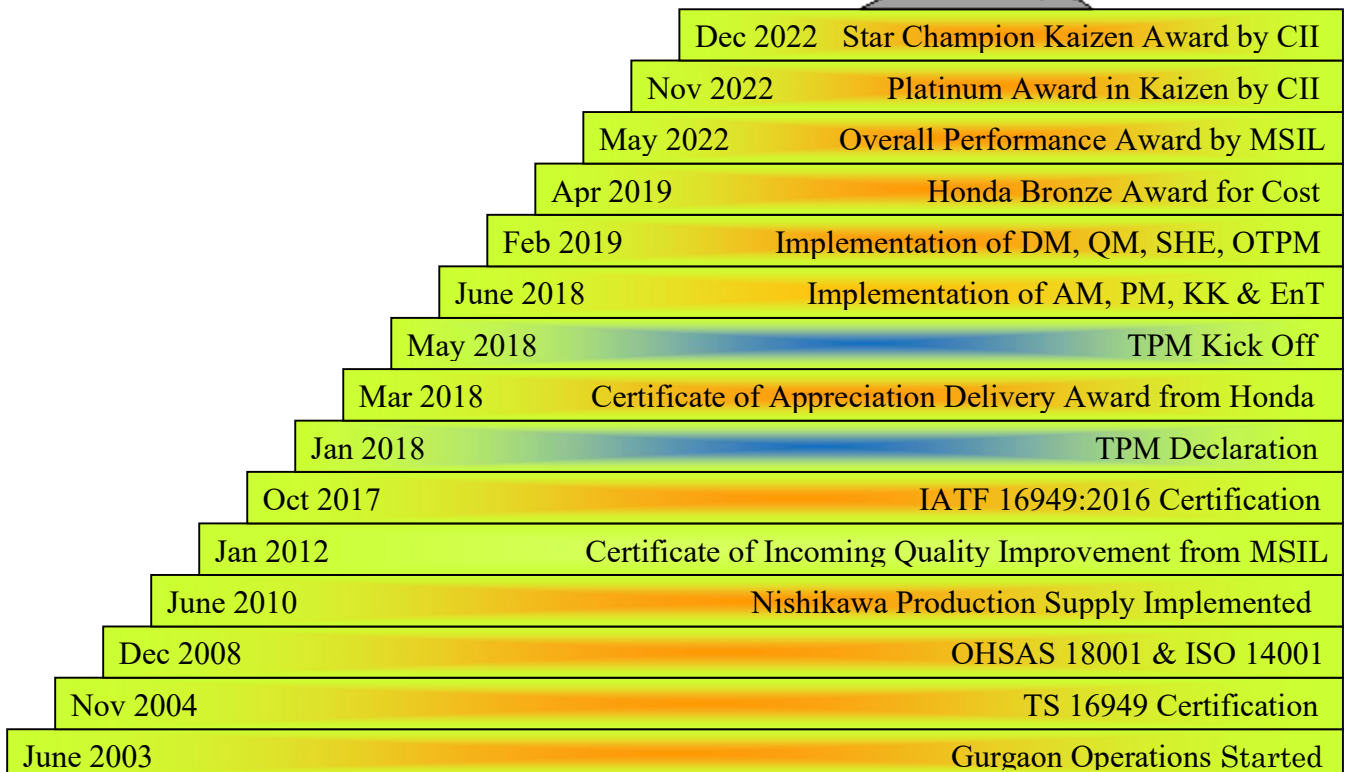 Dec 2022 Star Champion Kaizen Award by CII
Nov 2022 Platinum Award in Kaizen by CII
May 2022 Overall Performance Award by MSIL
Apr 2019 Honda Bronze Award for Cost
Feb 2019 Implementation of DM, QM, SHE, OTPM
June 2018 Implementation of AM, PM, KK & EnT
May 2018 TPM Kick Off
Mar 2018 Certificate of Appreciation Delivery Award from Honda
Jan 2018 TPM Declaration
Oct 2017 IATF 16949:2016 Certification
Jan 2012 Certificate of Incoming Quality Improvement from MSIL
June 2010 Nishikawa Production Supply Implemented
Dec 2008 OHSAS 18001 & ISO 14001
Nov 2004 TS 16949 Certification
June 2003 Gurgaon Operations Started